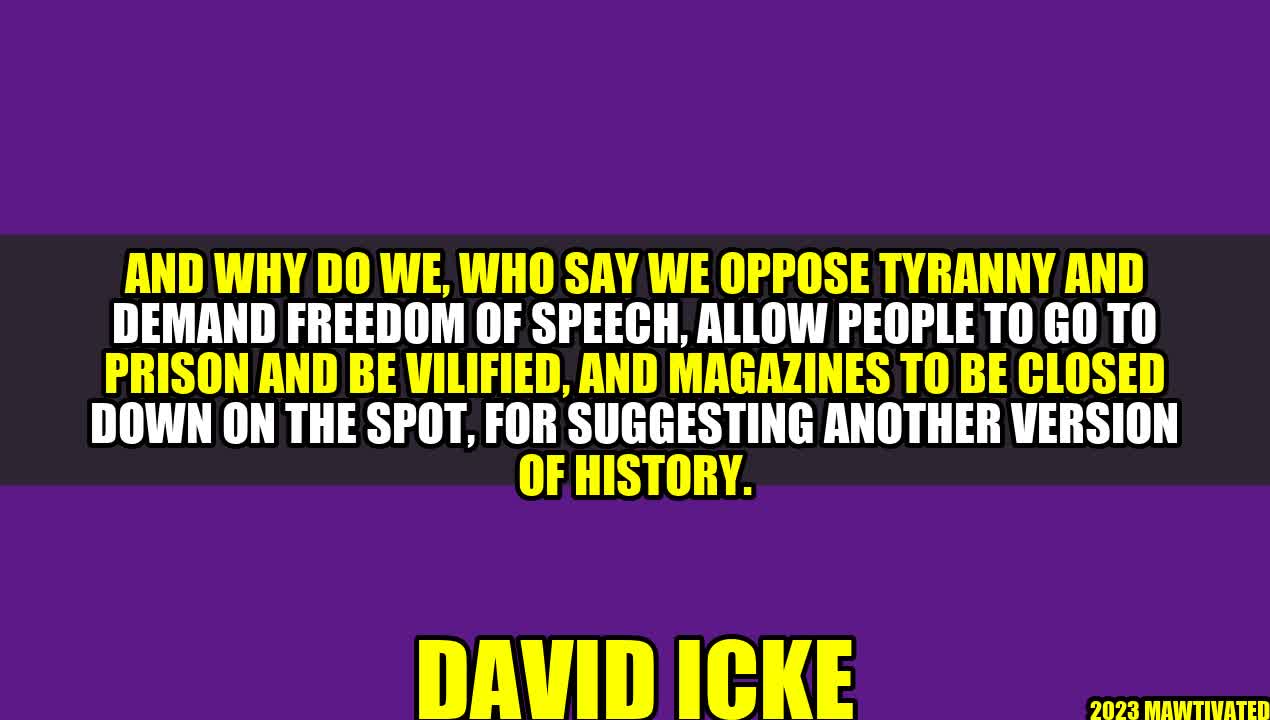 AND WHY DO WE, WHO SAY WE OPPOSE TYRANNY AND
DEMAND FREEDOM OF SPEECH, ALLOW PEOPLE TO GO TO
PRISON AND BE VILIFIED, AND MAGAZINES TO BE CLOSED
DOWN ON THE SPOT, FOR SUGGESTING ANOTHER VERSION
OF HISTORY.
DAVID ICKE
2023 MAWTIVATED